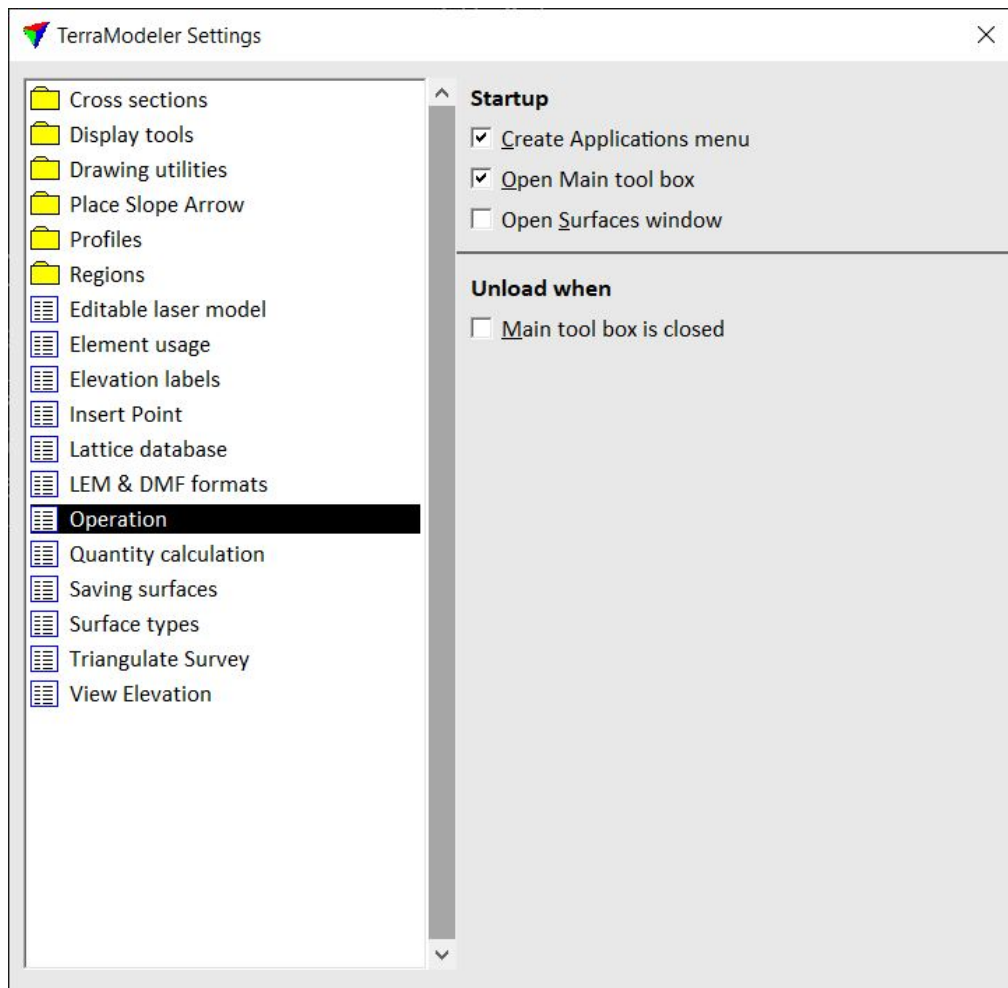 TerraModeler Settings
Cross sections
Display tools
Drawing utilities
Place Slope Arrow
Profiles
Regions
Editable laser model
Element usage
Elevation labels
Insert Point
Lattice database
LEM & DMF formats
Operation
Quantity calculation
Saving surfaces
Surface types
Triangulate Survey
View Elevation
Startup
Create Applications menu
Open Main tool box
Open Surfaces window
Unload when
Main tool box is closed